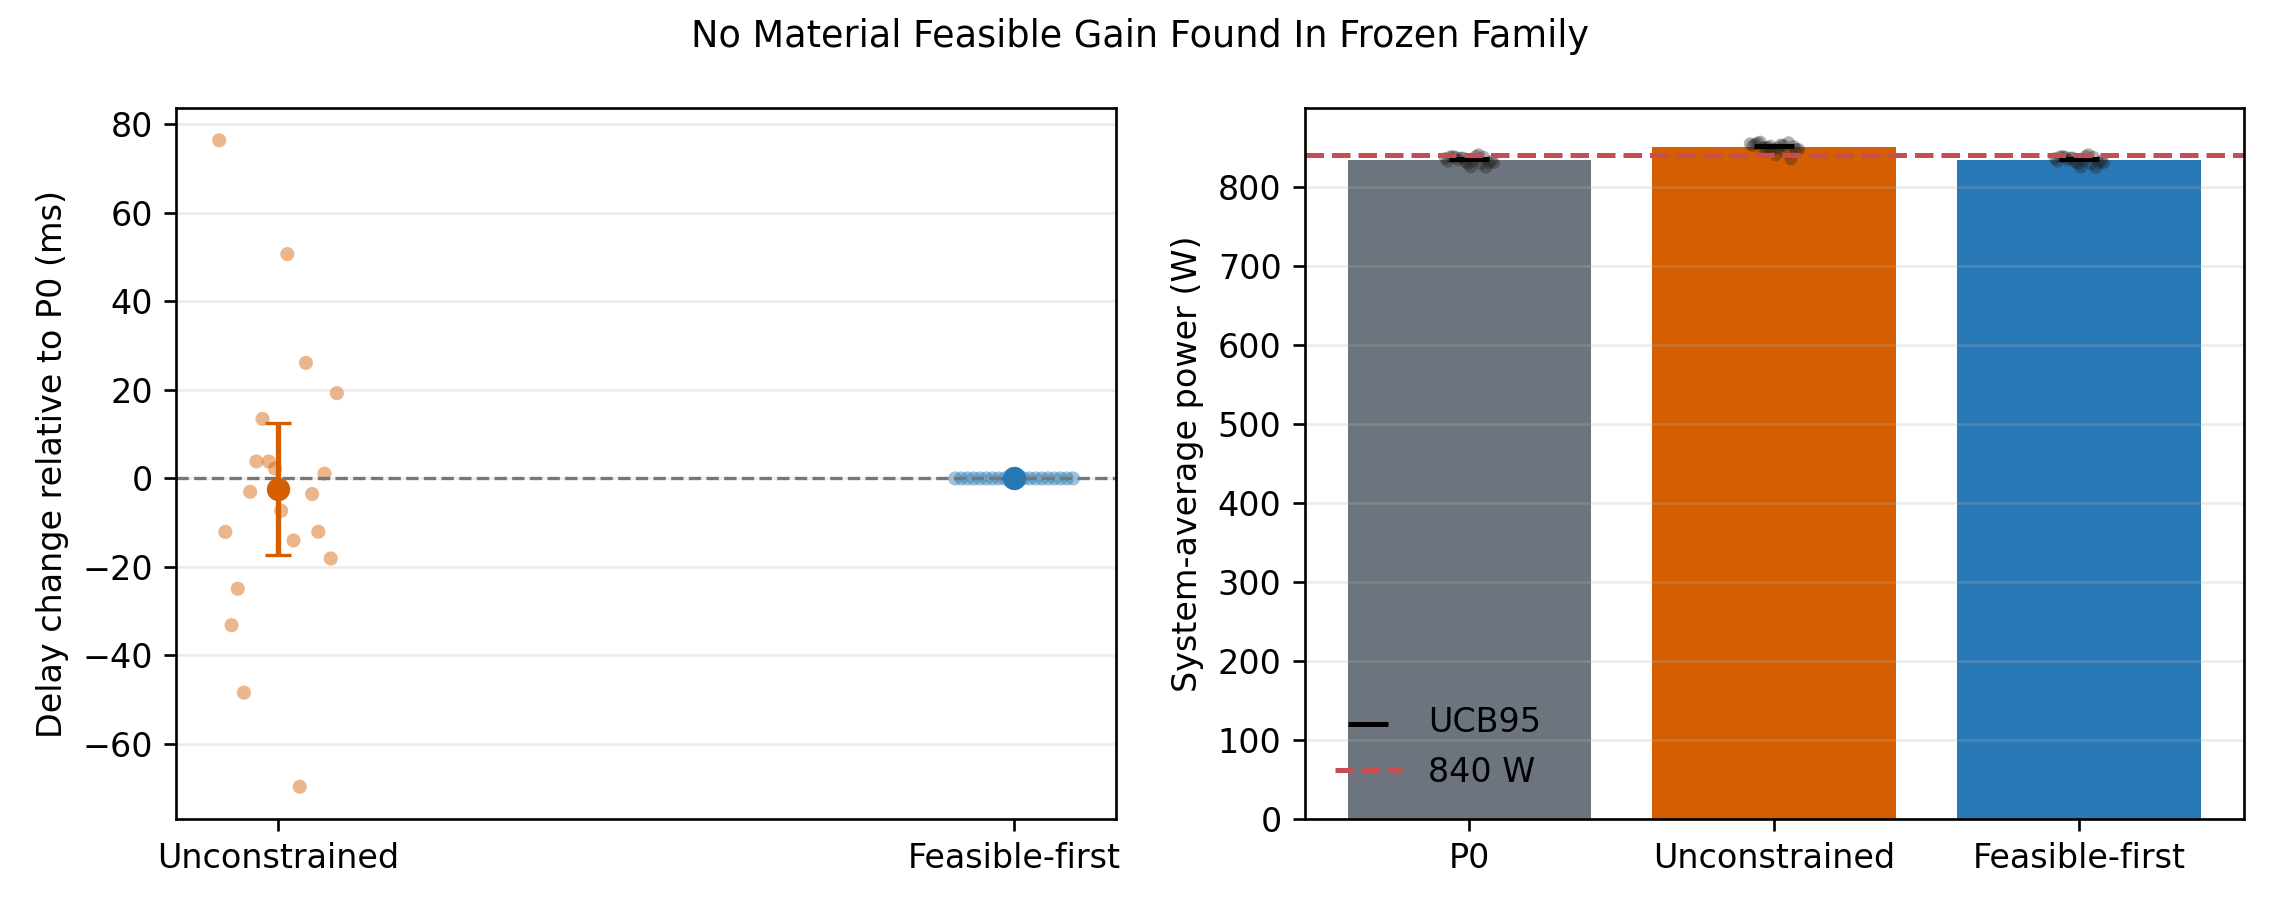 No Material Feasible Gain Found In Frozen Family
Delay change relative to P0 (ms)
80
60
40
20
0
−20
−40
−60
Unconstrained
Feasible-first
System-average power (W)
800
700
600
500
400
300
200
100
0
UCB95
840 W
P0
Unconstrained
Feasible-first